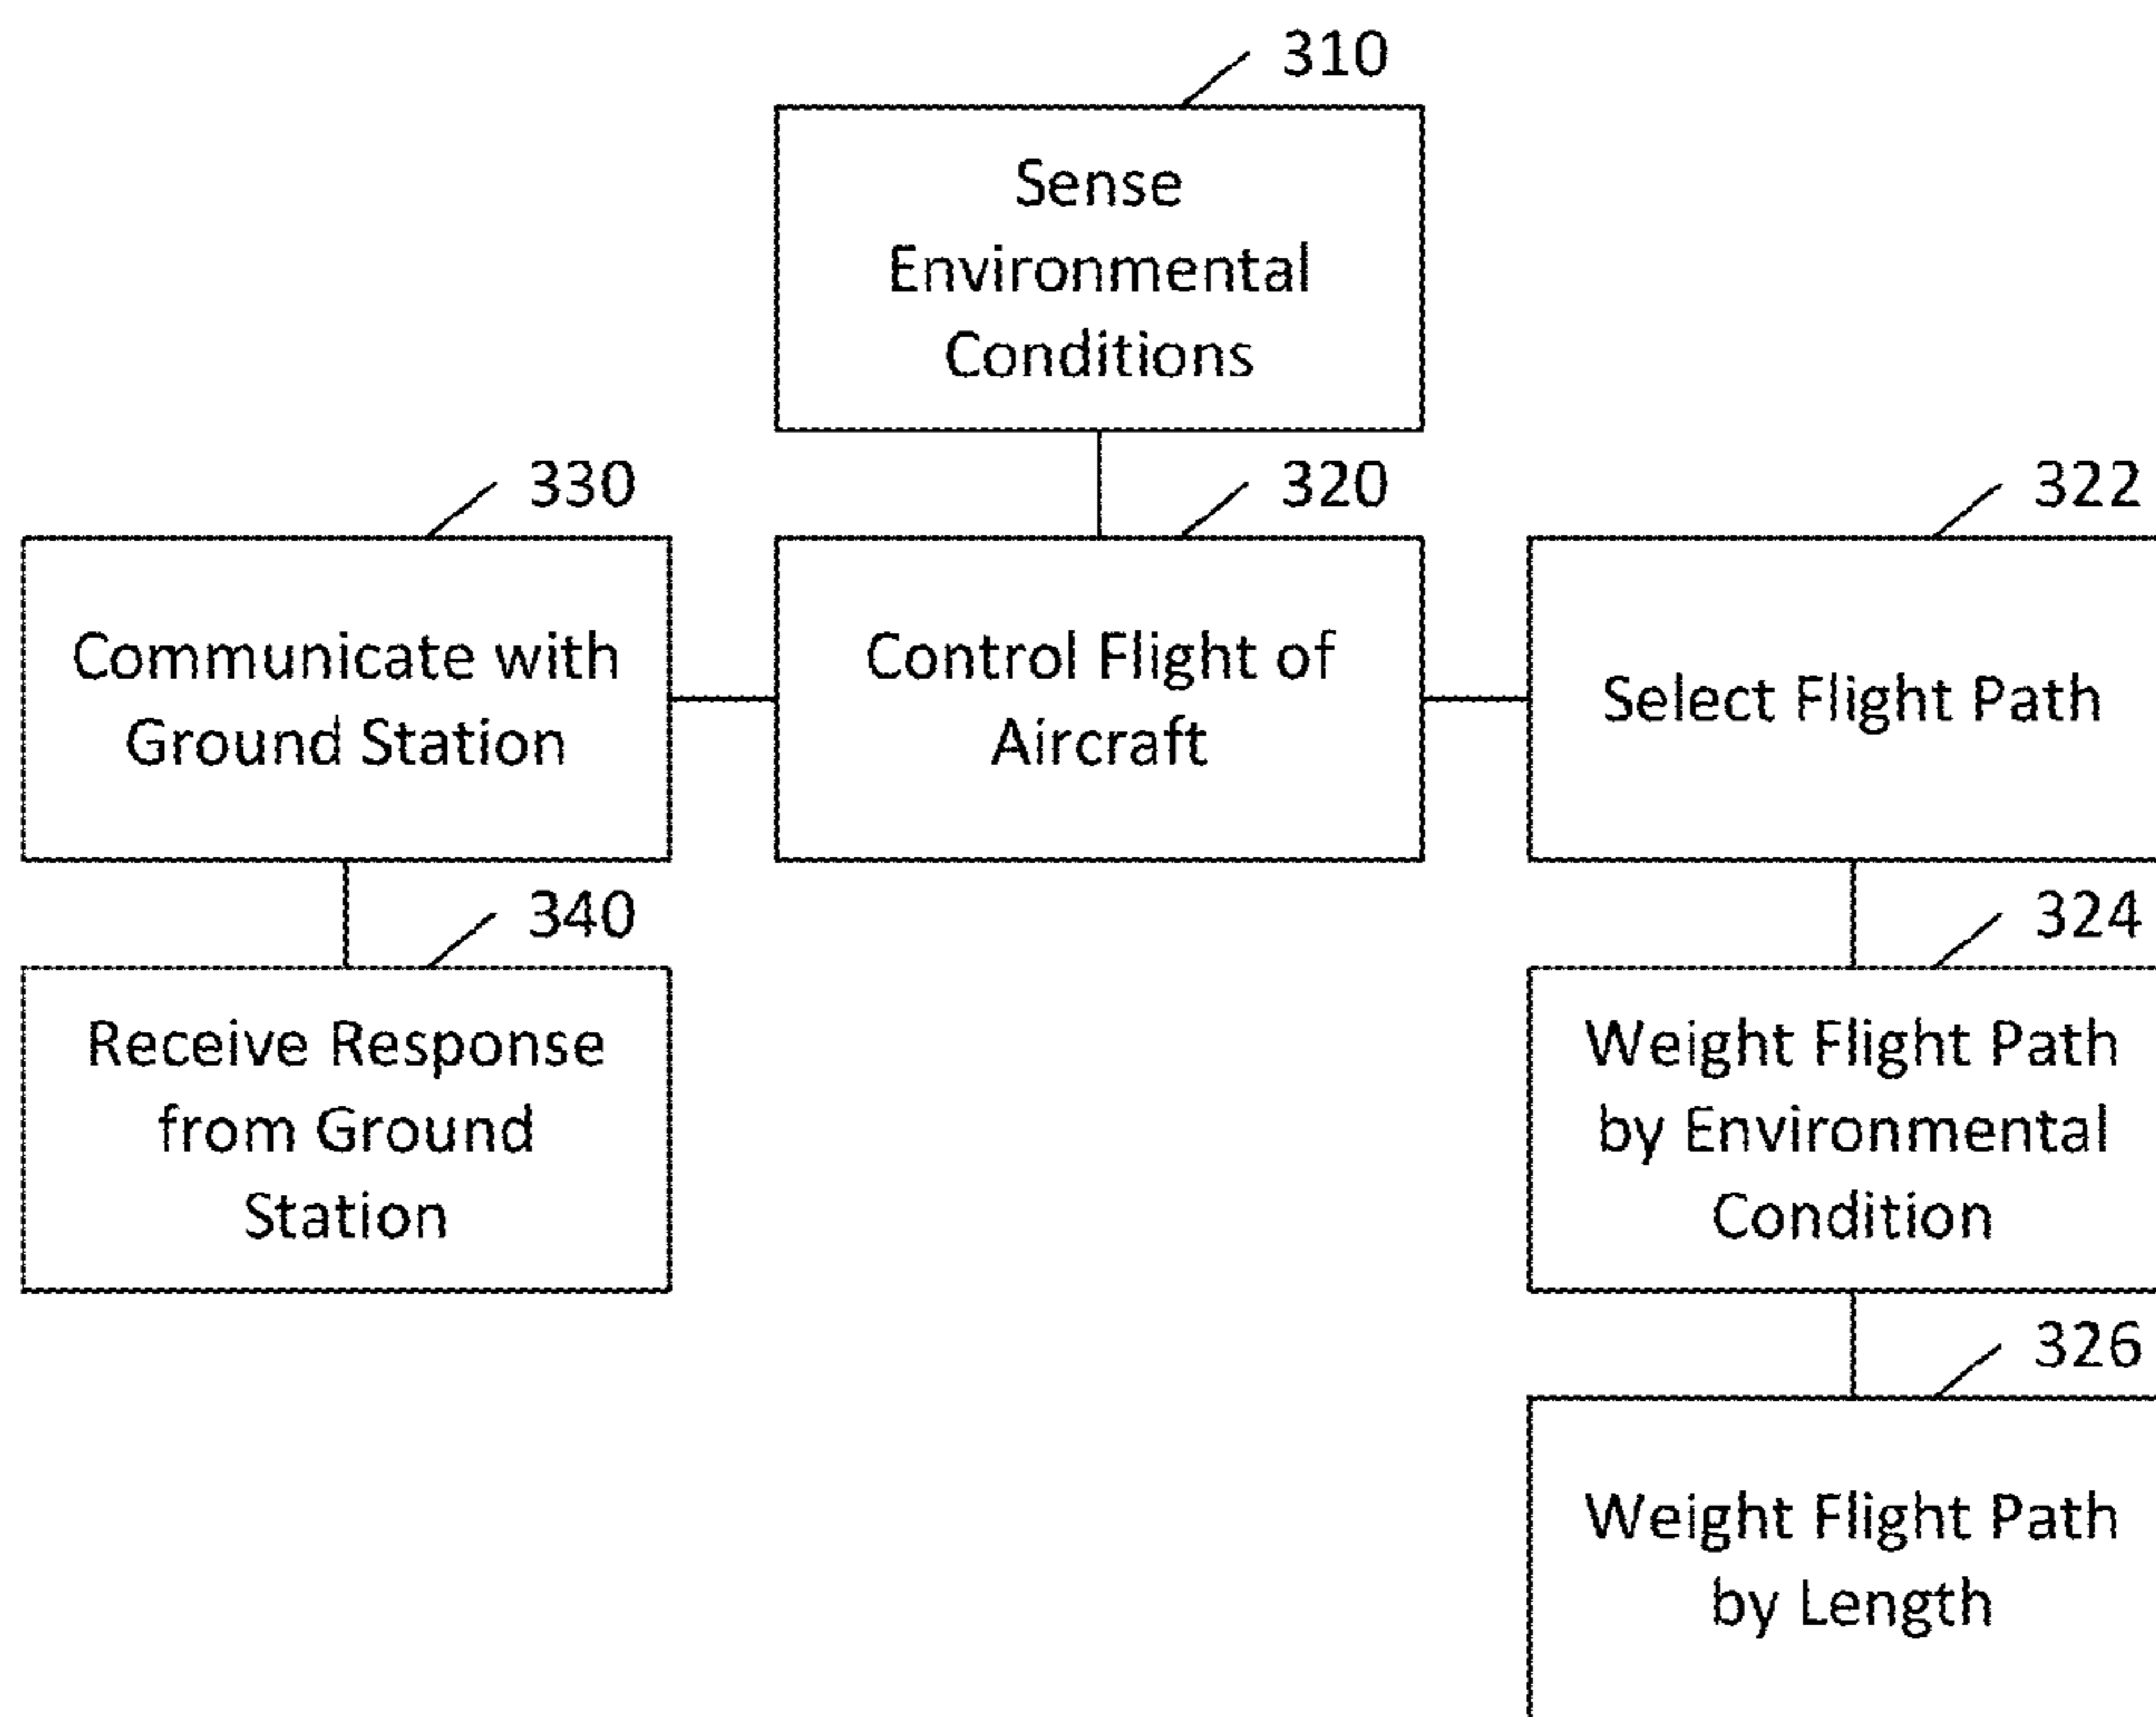 310
Sense
Environmental
Conditions
330
320
322
Communicate with
Ground Station
Control Flight of
Aircraft
Select Flight Path
340
324
Receive Response
from Ground
Station
Weight Flight Path
by Environmental
Condition
326
Weight Flight Path
by Length